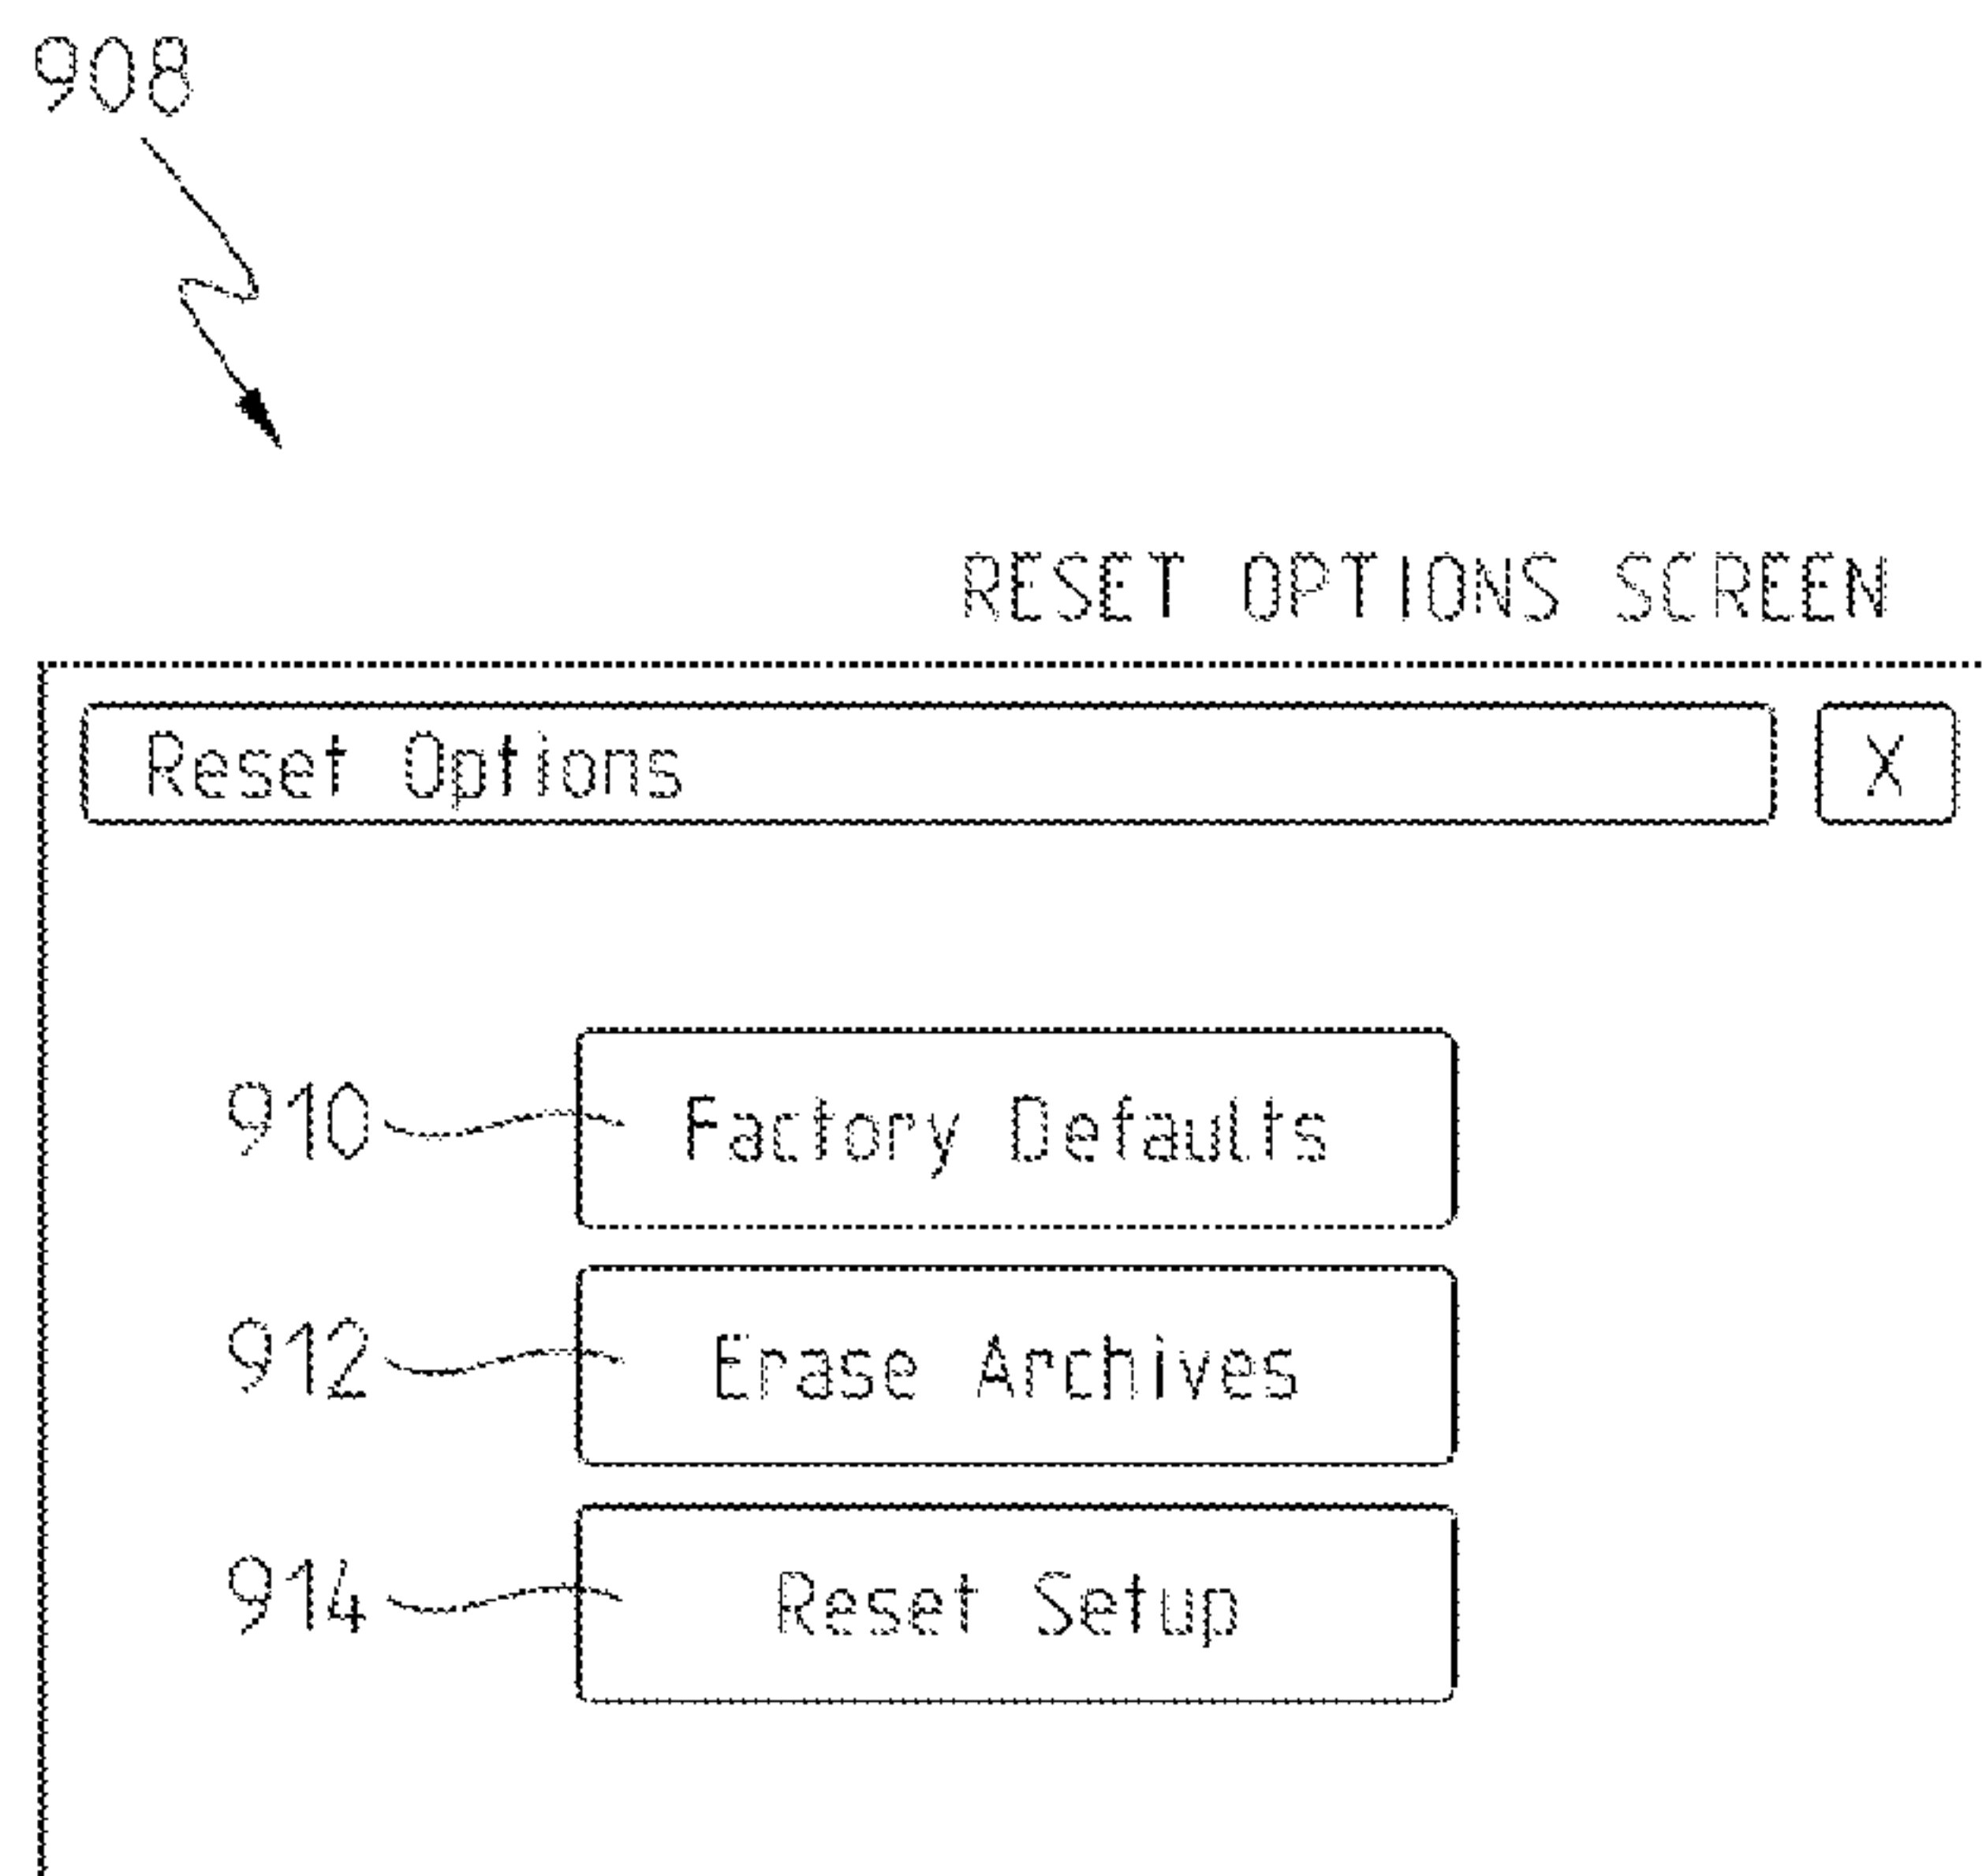 908
RESET OPTIONS SCREEN
Reset Options X
910 Factory Defaults
912 Erase Archives
914 Reset Setup